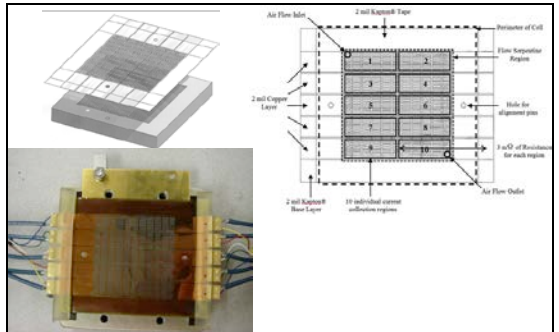 Air Flow Inlet
2 mil Kapton® Tape
Perimeter of Cell
Flow Serpentine
Region
1
2
3
4
5
6
7
8
9
10
2 mil Copper
Layer
Hole for
alignment pins
3 mΩ of Resistance
for each region
2 mil Kapton®
Base Layer
10 individual current
collection regions
Air Flow Outlet